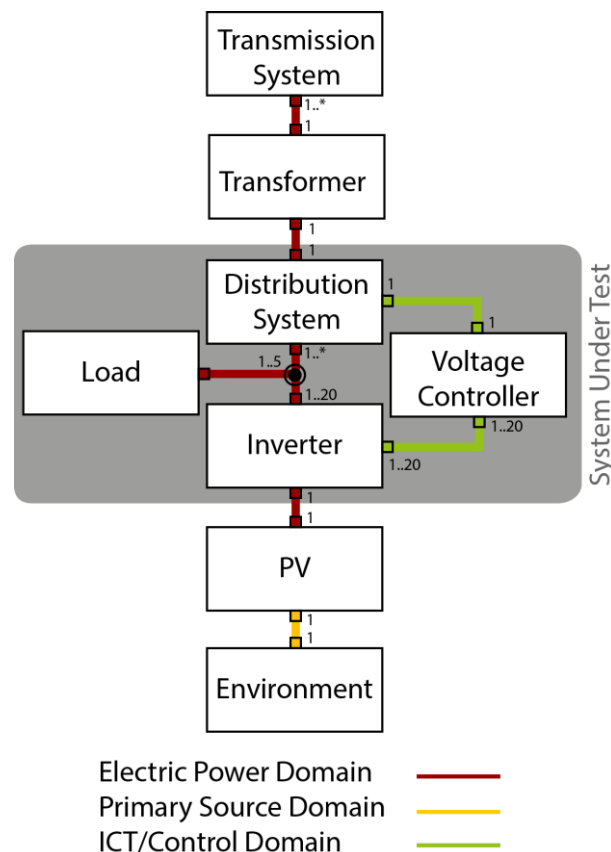 Transmission
System
1..*
1
Transformer
1
1
Distribution
System
1
1
System Under Test
Load
1..5
1..*
Voltage
Controller
1..20
1..20
Inverter
1..20
1
1
PV
1
1
Environment
Electric Power Domain
Primary Source Domain
ICT/Control Domain